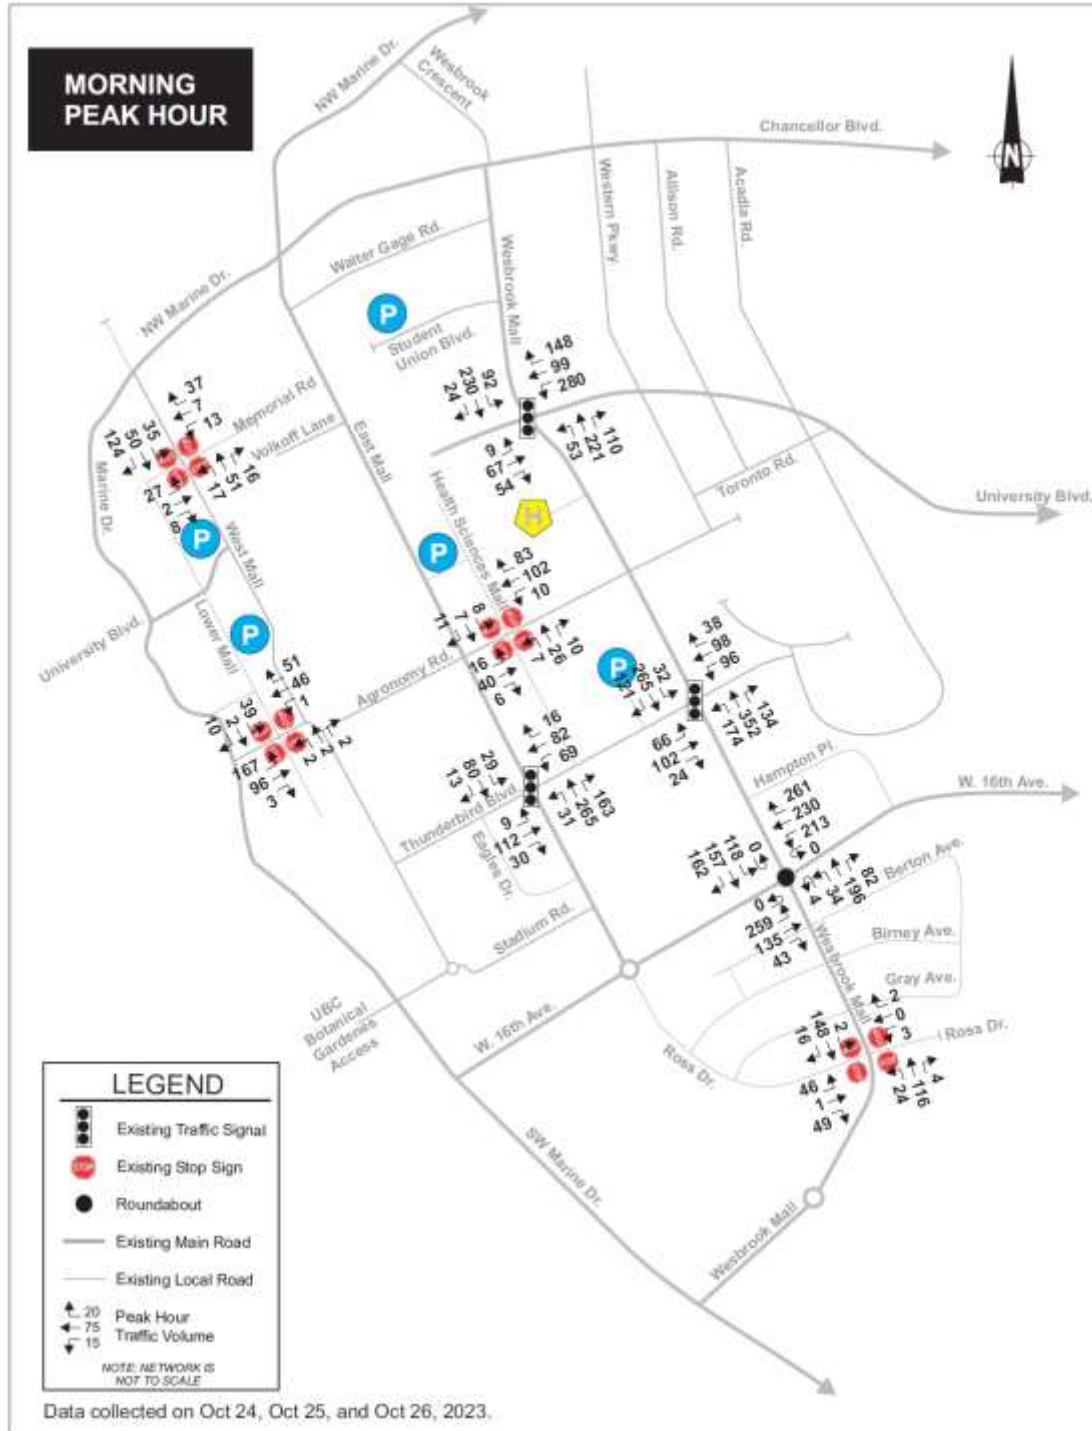 MORNING
PEAK HOUR
NW Marine Dr.
Wesbrook
Crescent
Chancellor Blvd.
N
Western Pkwy.
Allison Rd.
Acadia Rd.
Walter Gage Rd.
Wesbrook Mall
NW Marine Dr.
P
Student
Union Blvd.
148
99
280
92
230
24
9
67
54
110
221
53
37
7
13
Memorial Rd
Volkoff Lane
35
50
124
16
51
17
27
2
8
P
Marine Dr.
West Mall
East Mall
Health Sciences Mall
H
P
Toronto Rd.
University Blvd.
83
102
10
8
7
11
10
26
7
16
40
6
University Blvd.
Lower Mall
P
Agronomy Rd.
P
51
46
1
39
2
10
2
2
2
167
96
3
38
98
96
32
265
121
134
352
174
66
102
24
16
82
69
29
80
13
163
265
31
9
112
30
Thunderbird Blvd.
Eagles Dr.
Hampton Pl.
W. 16th Ave.
261
230
213
0
0
118
157
162
82
196
34
4
0
259
135
43
Berton Ave.
Birney Ave.
Gray Ave.
Wesbrook Mall
Stadium Rd.
UBC
Botanical
Gardenes
Access
W. 16th Ave.
Ross Dr.
2
0
3
Ross Dr.
2
148
16
4
116
24
46
1
49
SW Marine Dr.
Wesbrook Mall
LEGEND
Existing Traffic Signal
STOP
Existing Stop Sign
Roundabout
Existing Main Road
Existing Local Road
20
75
15
Peak Hour
Traffic Volume
NOTE: NETWORK IS
NOT TO SCALE
Data collected on Oct 24, Oct 25, and Oct 26, 2023.